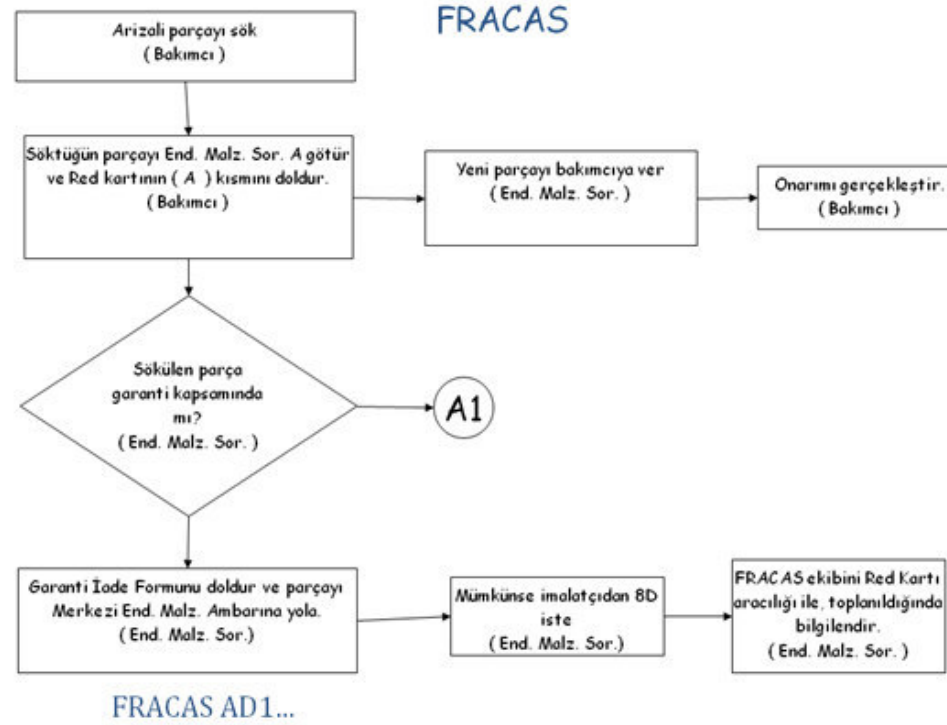 FRACAS
Arizali parçayı sök
( Bakımcı )
Söktüğün parçayı End. Malz. Sor. A götür
ve Red kartının ( A ) kısmını doldur.
( Bakımcı )
Yeni parçayı bakımcıya ver
( End. Malz. Sor. )
Onarımı gerçekleştir.
( Bakımcı )
Sökülen parça
garanti kapsamında
mı?
( End. Malz. Sor. )
A1
Garanti İade Formunu doldur ve parçayı
Merkezi End. Malz. Ambarına yola.
( End. Malz. Sor.)
Mümkünse imalatçıdan 8D
iste
( End. Malz. Sor.)
FRACAS ekibini Red Kartı
aracılığı ile, toplanıldığında
bilgilendir.
( End. Malz. Sor. )
FRACAS AD1...